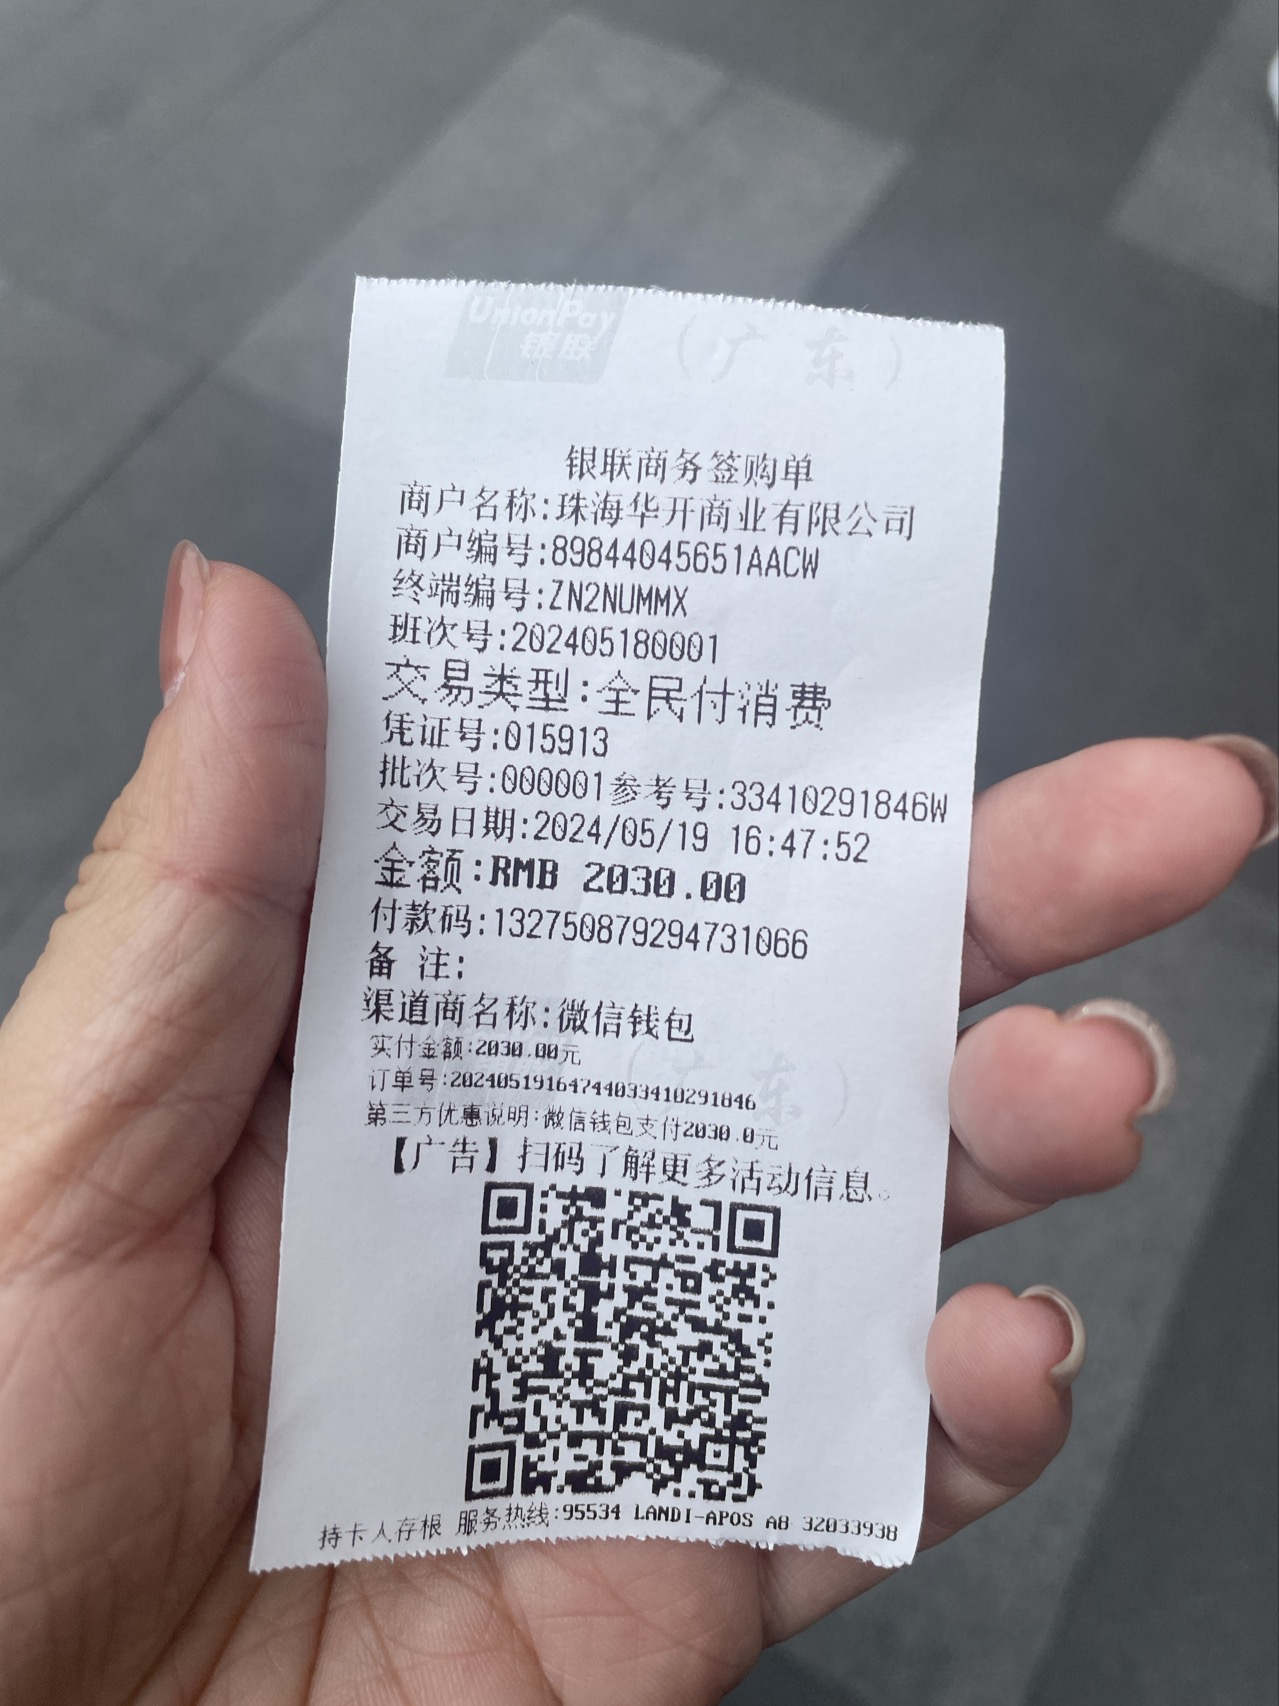 UnionPay
银联
（广东）
银联商务签购单
商户名称:珠海华开商业有限公司
商户编号:89844045651AACW
终端编号:ZN2NUMMX
班次号:202405180001
交易类型:全民付消费
凭证号:015913
批次号:000001参考号:33410291846W
交易日期:2024/05/19 16:47:52
金额:RMB 2030.00
付款码:132750879294731066
备 注:
渠道商名称:微信钱包
实付金额:2030.00元
订单号:20240519164744033410291846
第三方优惠说明:微信钱包支付2030.0元
【广告】扫码了解更多活动信息。
持卡人存根 服务热线:95534 LANDI-APOS A8 32033938